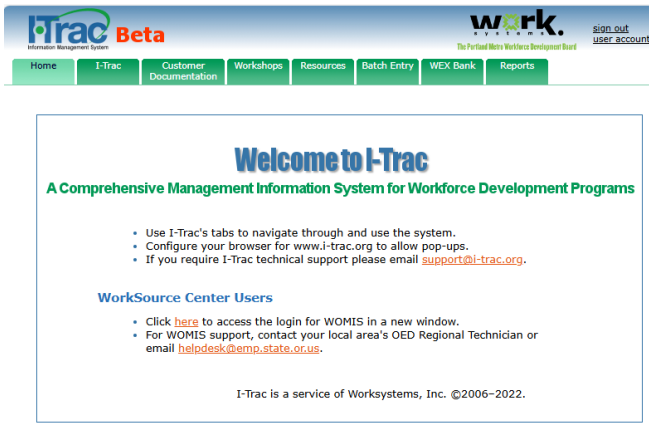 I-Trac Beta
Information Management System
work.
systems
The Portland Metro Workforce Development Board
sign out
user account
Home I-Trac Customer Documentation Workshops Resources Batch Entry WEX Bank Reports
Welcome to I-Trac
A Comprehensive Management Information System for Workforce Development Programs
• Use I-Trac's tabs to navigate through and use the system.
• Configure your browser for www.i-trac.org to allow pop-ups.
• If you require I-Trac technical support please email support@i-trac.org.
WorkSource Center Users
• Click here to access the login for WOMIS in a new window.
• For WOMIS support, contact your local area's OED Regional Technician or
email helpdesk@emp.state.or.us.
I-Trac is a service of Worksystems, Inc. ©2006–2022.